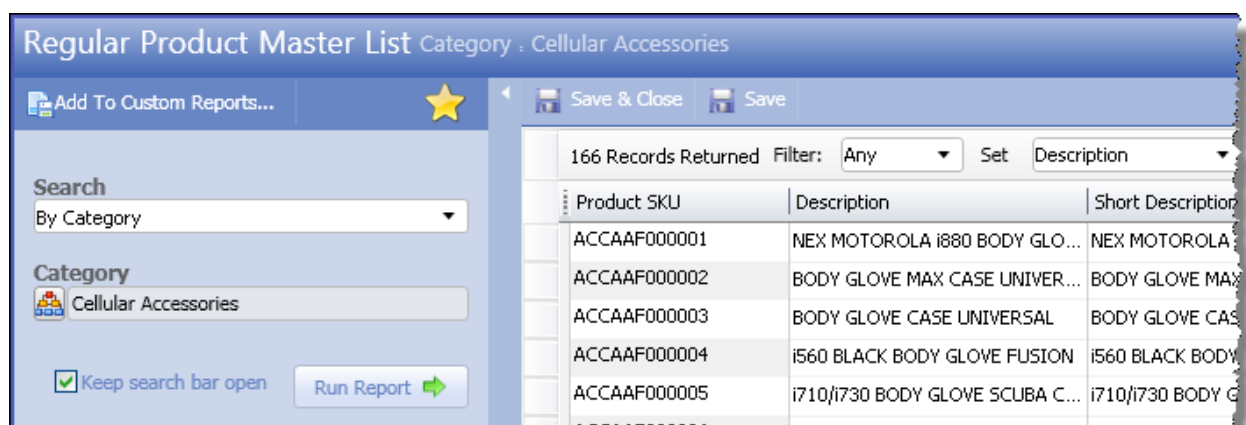 Regular Product Master List Category : Cellular Accessories
Add To Custom Reports...
Save & Close Save
Search
By Category
Category
Cellular Accessories
Keep search bar open
Run Report
166 Records Returned Filter: Any Set Description
Product SKU Description Short Description
ACCAAF000001 NEX MOTOROLA i880 BODY GLO... NEX MOTOROLA
ACCAAF000002 BODY GLOVE MAX CASE UNIVER... BODY GLOVE MAX
ACCAAF000003 BODY GLOVE CASE UNIVERSAL BODY GLOVE CAS
ACCAAF000004 i560 BLACK BODY GLOVE FUSION i560 BLACK BODY
ACCAAF000005 i710/i730 BODY GLOVE SCUBA C... i710/i730 BODY G